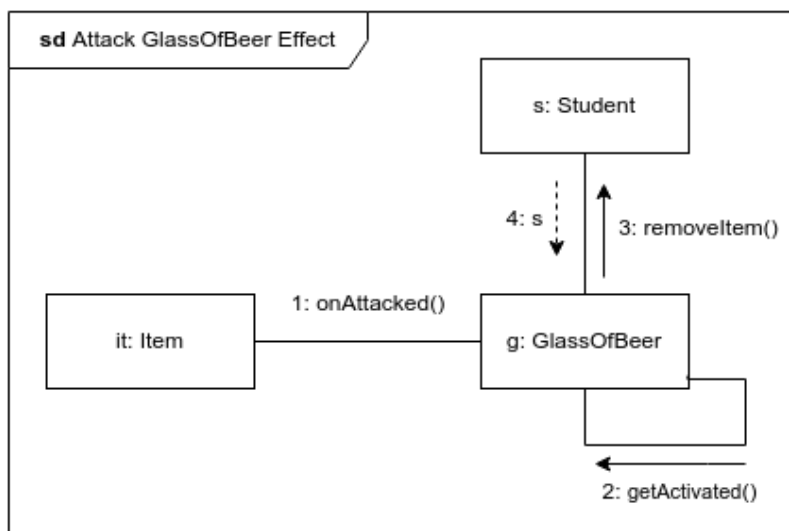 sd Attack GlassOfBeer Effect
s: Student
4: s
3: removeItem()
1: onAttacked()
it: Item
g: GlassOfBeer
2: getActivated()